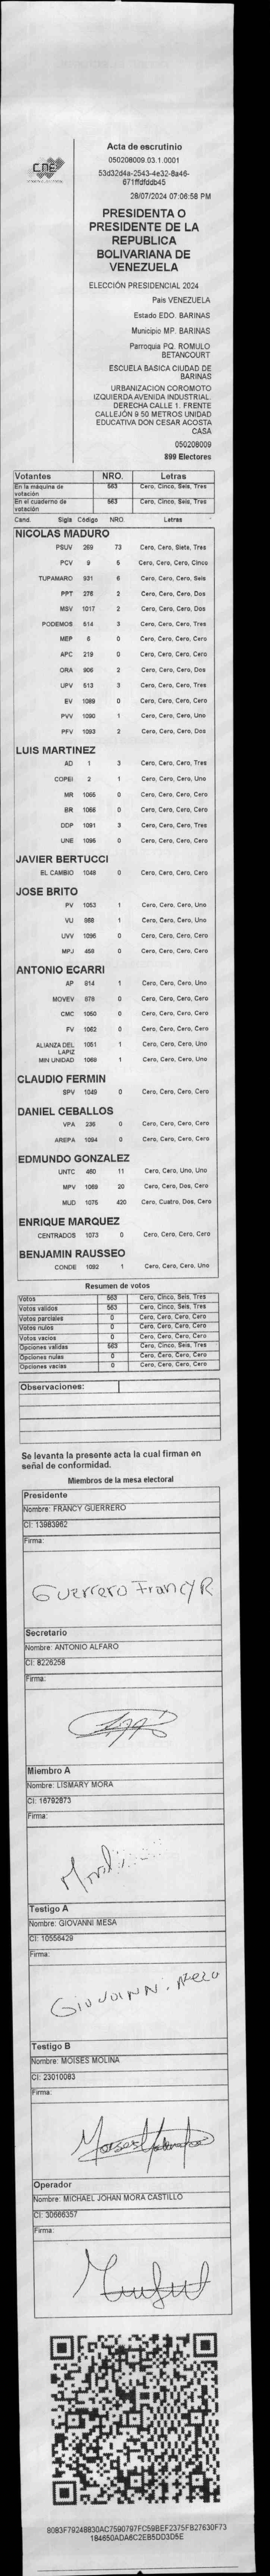 CNE
Acta de escrutinio
050208009.03.1.0001
53d32d4a-2543-4e32-8a46-
671ffdfddb45
28/07/2024 07:06:58 PM
PRESIDENTA O
PRESIDENTE DE LA
REPUBLICA
BOLIVARIANA DE
VENEZUELA
ELECCIÓN PRESIDENCIAL 2024
País VENEZUELA
Estado EDO. BARINAS
Municipio MP. BARINAS
Parroquia PQ. ROMULO
BETANCOURT
ESCUELA BASICA CIUDAD DE
BARINAS
URBANIZACION COROMOTO
IZQUIERDA AVENIDA INDUSTRIAL.
DERECHA CALLE 1. FRENTE
CALLEJÓN 9 50 METROS UNIDAD
EDUCATIVA DON CESAR ACOSTA
CASA
050208009
899 Electores
Votantes NRO. Letras
En la máquina de votación 563 Cero, Cinco, Seis, Tres
En el cuaderno de votación 563 Cero, Cinco, Seis, Tres
Cand. Sigla Código NRO. Letras
NICOLAS MADURO
PSUV 269 73 Cero, Cero, Siete, Tres
PCV 9 5 Cero, Cero, Cero, Cinco
TUPAMARO 931 6 Cero, Cero, Cero, Seis
PPT 276 2 Cero, Cero, Cero, Dos
MSV 1017 2 Cero, Cero, Cero, Dos
PODEMOS 514 3 Cero, Cero, Cero, Tres
MEP 6 0 Cero, Cero, Cero, Cero
APC 219 0 Cero, Cero, Cero, Cero
ORA 906 2 Cero, Cero, Cero, Dos
UPV 513 3 Cero, Cero, Cero, Tres
EV 1089 0 Cero, Cero, Cero, Cero
PVV 1090 1 Cero, Cero, Cero, Uno
PFV 1093 2 Cero, Cero, Cero, Dos
LUIS MARTINEZ
AD 1 3 Cero, Cero, Cero, Tres
COPEI 2 1 Cero, Cero, Cero, Uno
MR 1065 0 Cero, Cero, Cero, Cero
BR 1066 0 Cero, Cero, Cero, Cero
DDP 1091 3 Cero, Cero, Cero, Tres
UNE 1095 0 Cero, Cero, Cero, Cero
JAVIER BERTUCCI
EL CAMBIO 1048 0 Cero, Cero, Cero, Cero
JOSE BRITO
PV 1053 1 Cero, Cero, Cero, Uno
VU 958 1 Cero, Cero, Cero, Uno
UVV 1096 0 Cero, Cero, Cero, Cero
MPJ 458 0 Cero, Cero, Cero, Cero
ANTONIO ECARRI
AP 914 1 Cero, Cero, Cero, Uno
MOVEV 878 0 Cero, Cero, Cero, Cero
CMC 1050 0 Cero, Cero, Cero, Cero
FV 1052 0 Cero, Cero, Cero, Cero
ALIANZA DEL LAPIZ 1051 1 Cero, Cero, Cero, Uno
MIN UNIDAD 1068 1 Cero, Cero, Cero, Uno
CLAUDIO FERMIN
SPV 1049 0 Cero, Cero, Cero, Cero
DANIEL CEBALLOS
VPA 236 0 Cero, Cero, Cero, Cero
AREPA 1094 0 Cero, Cero, Cero, Cero
EDMUNDO GONZALEZ
UNTC 460 11 Cero, Cero, Uno, Uno
MPV 1069 20 Cero, Cero, Dos, Cero
MUD 1075 420 Cero, Cuatro, Dos, Cero
ENRIQUE MARQUEZ
CENTRADOS 1073 0 Cero, Cero, Cero, Cero
BENJAMIN RAUSSEO
CONDE 1092 1 Cero, Cero, Cero, Uno
Resumen de votos
Votos 563 Cero, Cinco, Seis, Tres
Votos válidos 563 Cero, Cinco, Seis, Tres
Votos parciales 0 Cero, Cero, Cero, Cero
Votos nulos 0 Cero, Cero, Cero, Cero
Votos vacíos 0 Cero, Cero, Cero, Cero
Opciones válidas 563 Cero, Cinco, Seis, Tres
Opciones nulas 0 Cero, Cero, Cero, Cero
Opciones vacías 0 Cero, Cero, Cero, Cero
Observaciones:
Se levanta la presente acta la cual firman en
señal de conformidad.
Miembros de la mesa electoral
Presidente
Nombre: FRANCY GUERRERO
CI: 13983962
Firma:
Guerrero Francy R
Secretario
Nombre: ANTONIO ALFARO
CI: 8226258
Firma:
Miembro A
Nombre: LISMARY MORA
CI: 16792873
Firma:
Testigo A
Nombre: GIOVANNI MESA
CI: 10556429
Firma:
Testigo B
Nombre: MOISES MOLINA
CI: 23010083
Firma:
Operador
Nombre: MICHAEL JOHAN MORA CASTILLO
CI: 30666357
Firma:
8083F79248830AC7590797FC59BEF2375FB27630F73
184650ADA6C2EB5DD3D5E